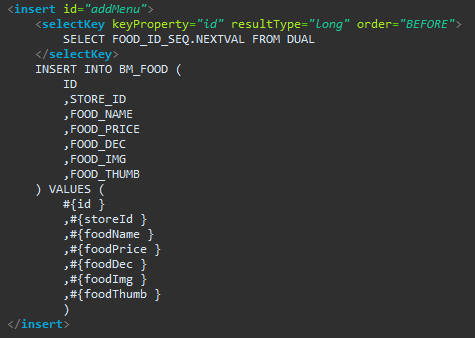 <insert id="addMenu">
    <selectKey keyProperty="id" resultType="long" order="BEFORE">
        SELECT FOOD_ID_SEQ.NEXTVAL FROM DUAL
    </selectKey>
    INSERT INTO BM_FOOD (
        ID
        ,STORE_ID
        ,FOOD_NAME
        ,FOOD_PRICE
        ,FOOD_DEC
        ,FOOD_IMG
        ,FOOD_THUMB
    ) VALUES (
        #{id }
        ,#{storeId }
        ,#{foodName }
        ,#{foodPrice }
        ,#{foodDec }
        ,#{foodImg }
        ,#{foodThumb }
        )
</insert>